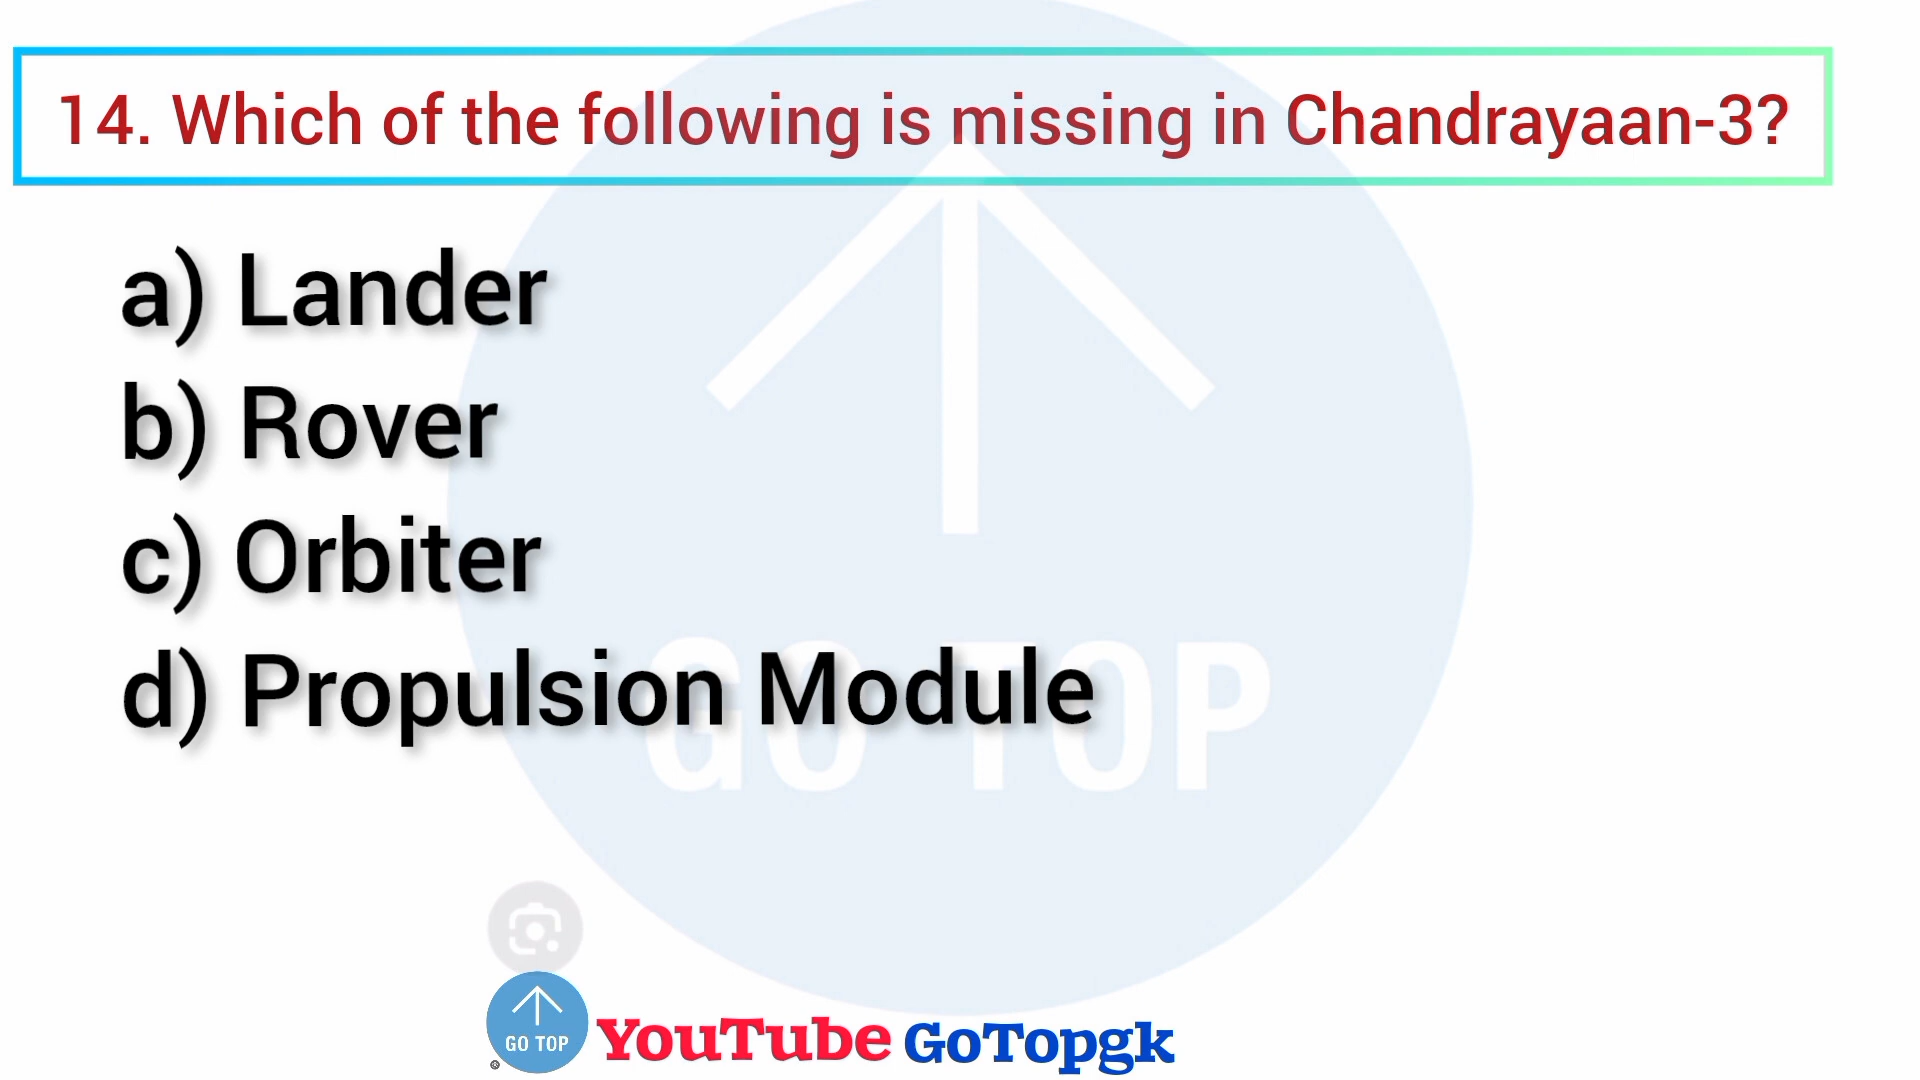 14. Which of the following is missing in Chandrayaan-3?
a) Lander
b) Rover
c) Orbiter
d) Propulsion Module
GO TOP
GO TOP
YouTube GoTopgk